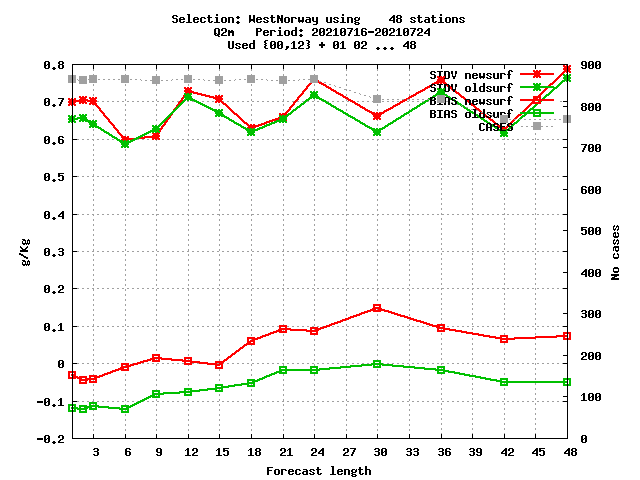 Selection: WestNorway using    48 stations
Q2m   Period: 20210716-20210724
Used {00,12} + 01 02 ... 48
0.8 900
STDV newsurf
STDV oldsurf
BIAS newsurf
BIAS oldsurf
CASES
0.7 800
0.6 700
0.5 600
0.4 500
0.3 400
0.2 300
0.1 200
0 100
-0.1 0
-0.2
g/Kg
No cases
3 6 9 12 15 18 21 24 27 30 33 36 39 42 45 48
Forecast length